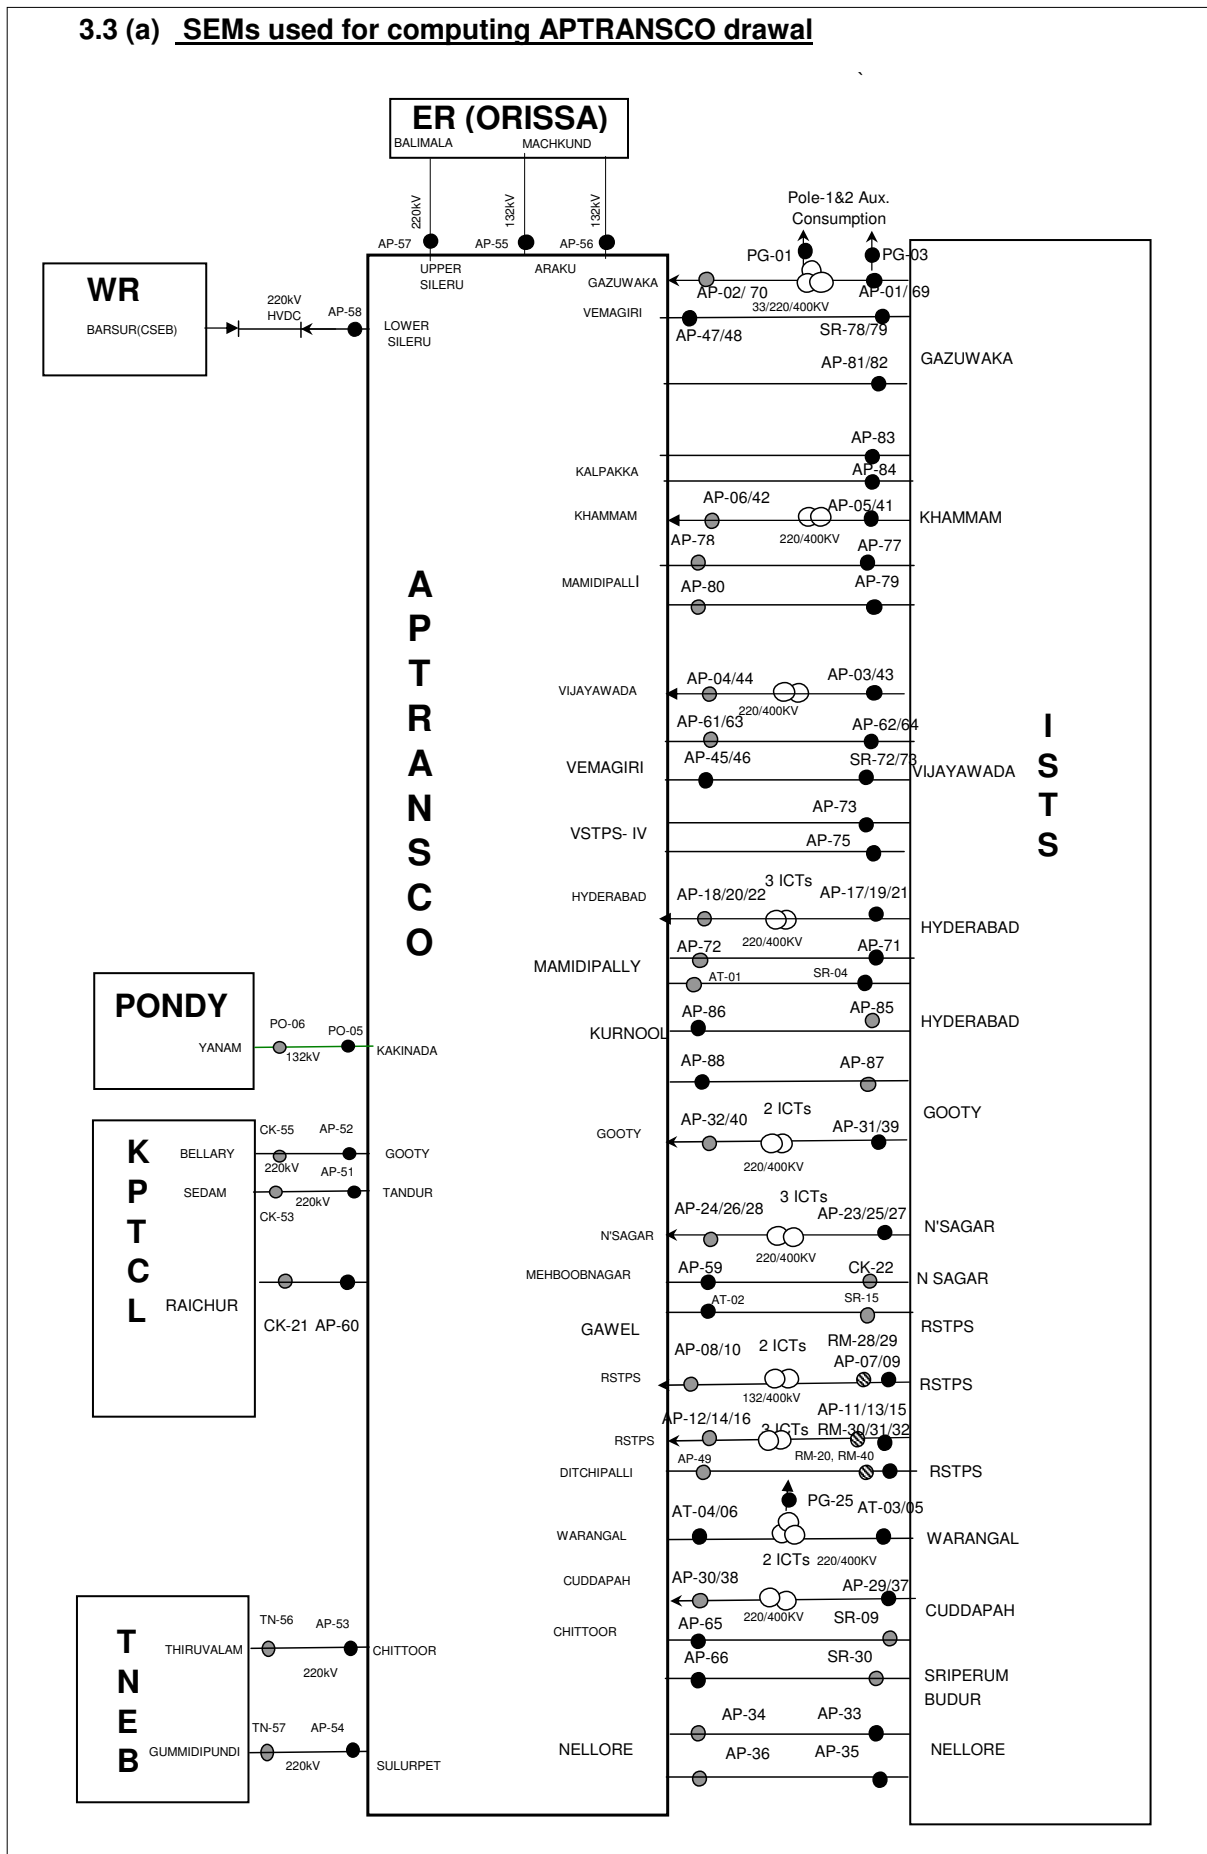 3.3 (a) SEMs used for computing APTRANSCO drawal
`
ER (ORISSA)
BALIMALA MACHKUND
220kV
132kV
132kV
Pole-1&2 Aux.
Consumption
AP-57 AP-55 AP-56
PG-01 PG-03
UPPER
SILERU
ARAKU
GAZUWAKA
AP-02/ 70
AP-01/ 69
33/220/400KV
WR
BARSUR(CSEB)
220kV
HVDC
AP-58
LOWER
SILERU
VEMAGIRI
AP-47/48
SR-78/79
GAZUWAKA
AP-81/82
AP-83
KALPAKKA
AP-84
AP-06/42
AP-05/41
KHAMMAM
220/400KV
KHAMMAM
AP-78
AP-77
MAMIDIPALLI
AP-80
AP-79
A
P
T
R
A
N
S
C
O
AP-04/44
AP-03/43
VIJAYAWADA
220/400KV
AP-61/63
AP-62/64
VEMAGIRI
AP-45/46
SR-72/73
VIJAYAWADA
I
S
T
S
VSTPS- IV
AP-73
AP-75
3 ICTs
HYDERABAD
AP-18/20/22
AP-17/19/21
220/400KV
HYDERABAD
AP-72
AP-71
MAMIDIPALLY
AT-01
SR-04
PONDY
YANAM
PO-06
132kV
PO-05
KAKINADA
KURNOOL
AP-86
AP-85
HYDERABAD
AP-88
AP-87
GOOTY
K
P
T
C
L
BELLARY
CK-55
220kV
AP-52
GOOTY
SEDAM
CK-53
220kV
AP-51
TANDUR
RAICHUR
CK-21 AP-60
GOOTY
AP-32/40
2 ICTs
AP-31/39
220/400KV
3 ICTs
AP-24/26/28
AP-23/25/27
N'SAGAR
220/400KV
N'SAGAR
MEHBOOBNAGAR
AP-59
CK-22
N SAGAR
AT-02
SR-15
GAWEL
RSTPS
AP-08/10
2 ICTs
RM-28/29
AP-07/09
RSTPS
132/400kV
RSTPS
AP-12/14/16
3 ICTs
AP-11/13/15
RM-30/31/32
RSTPS
RM-20, RM-40
DITCHIPALLI
AP-49
RSTPS
PG-25
AT-04/06
AT-03/05
WARANGAL
WARANGAL
2 ICTs 220/400KV
CUDDAPAH
AP-30/38
AP-29/37
220/400KV
CUDDAPAH
CHITTOOR
AP-65
SR-09
AP-66
SR-30
SRIPERUM
BUDUR
T
N
E
B
THIRUVALAM
TN-56
220kV
AP-53
CHITTOOR
GUMMIDIPUNDI
TN-57
220kV
AP-54
SULURPET
AP-34
AP-33
NELLORE
AP-36
AP-35
NELLORE